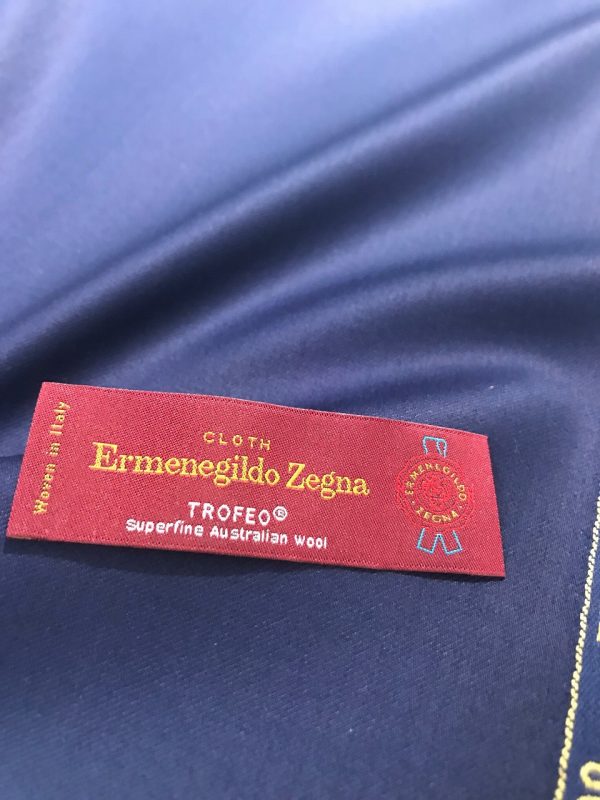 Woven in Italy
CLOTH
Ermenegildo Zegna
TROFEO®
Superfine Australian Wool
ERMENEGILDO
ZEGNA